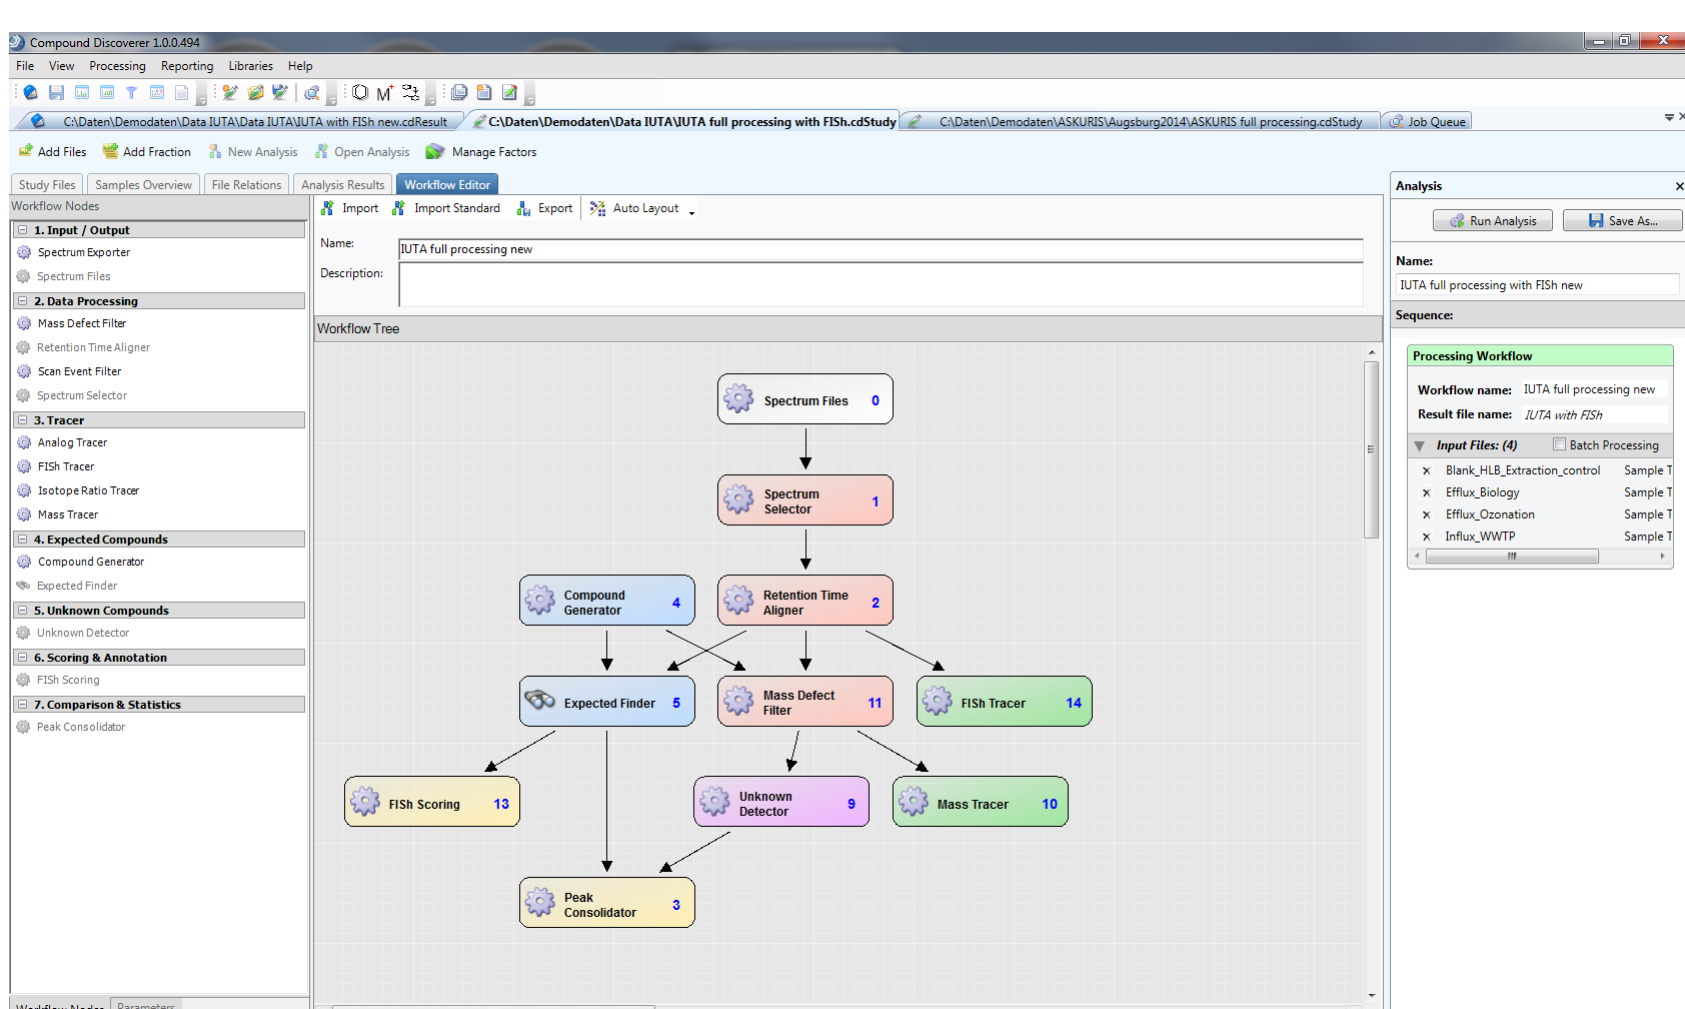 Compound Discoverer 1.0.0.494
File View Processing Reporting Libraries Help
C:\Daten\Demodaten\Data IUTA\Data IUTA\IUTA with FISh new.cdResult C:\Daten\Demodaten\Data IUTA\IUTA full processing with FISh.cdStudy C:\Daten\Demodaten\ASKURIS\Augsburg2014\ASKURIS full processing.cdStudy Job Queue
Add Files Add Fraction New Analysis Open Analysis Manage Factors
Study Files Samples Overview File Relations Analysis Results Workflow Editor
Workflow Nodes
1. Input / Output
Spectrum Exporter
Spectrum Files
2. Data Processing
Mass Defect Filter
Retention Time Aligner
Scan Event Filter
Spectrum Selector
3. Tracer
Analog Tracer
FISh Tracer
Isotope Ratio Tracer
Mass Tracer
4. Expected Compounds
Compound Generator
Expected Finder
5. Unknown Compounds
Unknown Detector
6. Scoring & Annotation
FISh Scoring
7. Comparison & Statistics
Peak Consolidator
Workflow Nodes Parameters
Import Import Standard Export Auto Layout
Name: IUTA full processing new
Description:
Workflow Tree
Spectrum Files 0
Spectrum
Selector 1
Compound
Generator 4
Retention Time
Aligner 2
Expected Finder 5
Mass Defect
Filter 11
FISh Tracer 14
FISh Scoring 13
Unknown
Detector 9
Mass Tracer 10
Peak
Consolidator 3
Analysis
Run Analysis Save As...
Name:
IUTA full processing with FISh new
Sequence:
Processing Workflow
Workflow name: IUTA full processing new
Result file name: IUTA with FISh
Input Files: (4) Batch Processing
Blank_HLB_Extraction_control Sample T
Efflux_Biology Sample T
Efflux_Ozonation Sample T
Influx_WWTP Sample T